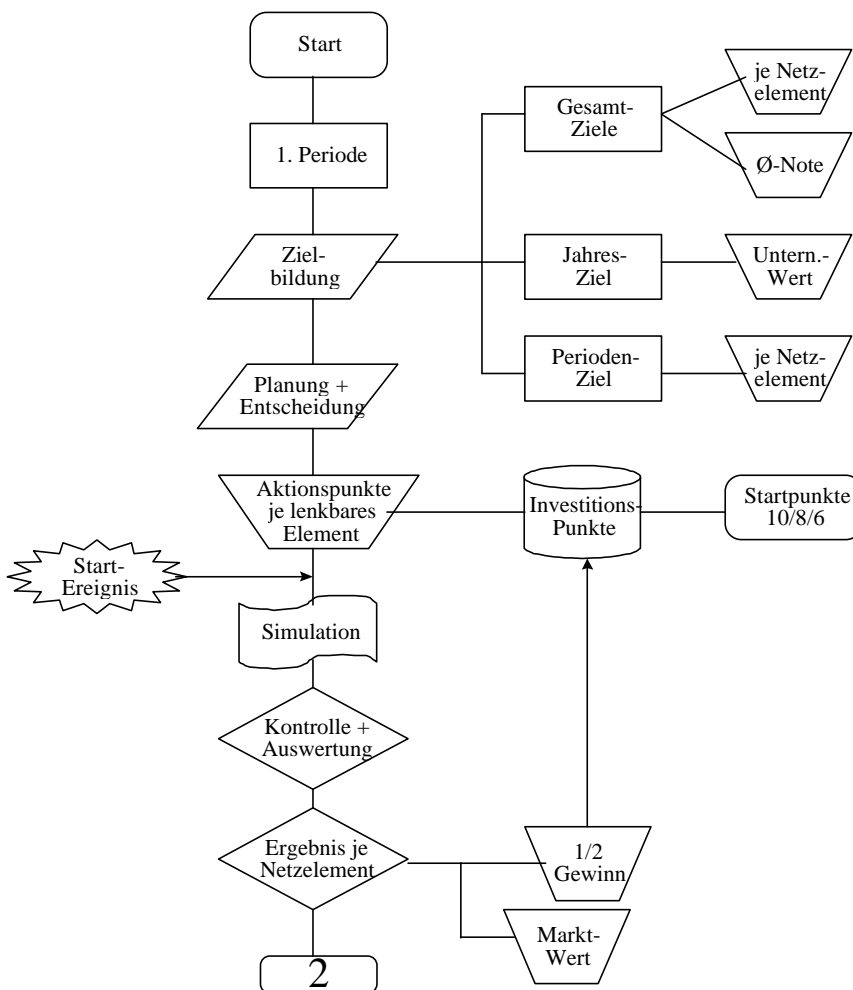 Start
1. Periode
Ziel-
bildung
Gesamt-
Ziele
je Netz-
element
Ø-Note
Jahres-
Ziel
Untern.-
Wert
Perioden-
Ziel
je Netz-
element
Planung +
Entscheidung
Aktionspunkte
je lenkbares
Element
Investitions-
Punkte
Startpunkte
10/8/6
Start-
Ereignis
Simulation
Kontrolle +
Auswertung
Ergebnis je
Netzelement
1/2
Gewinn
Markt-
Wert
2